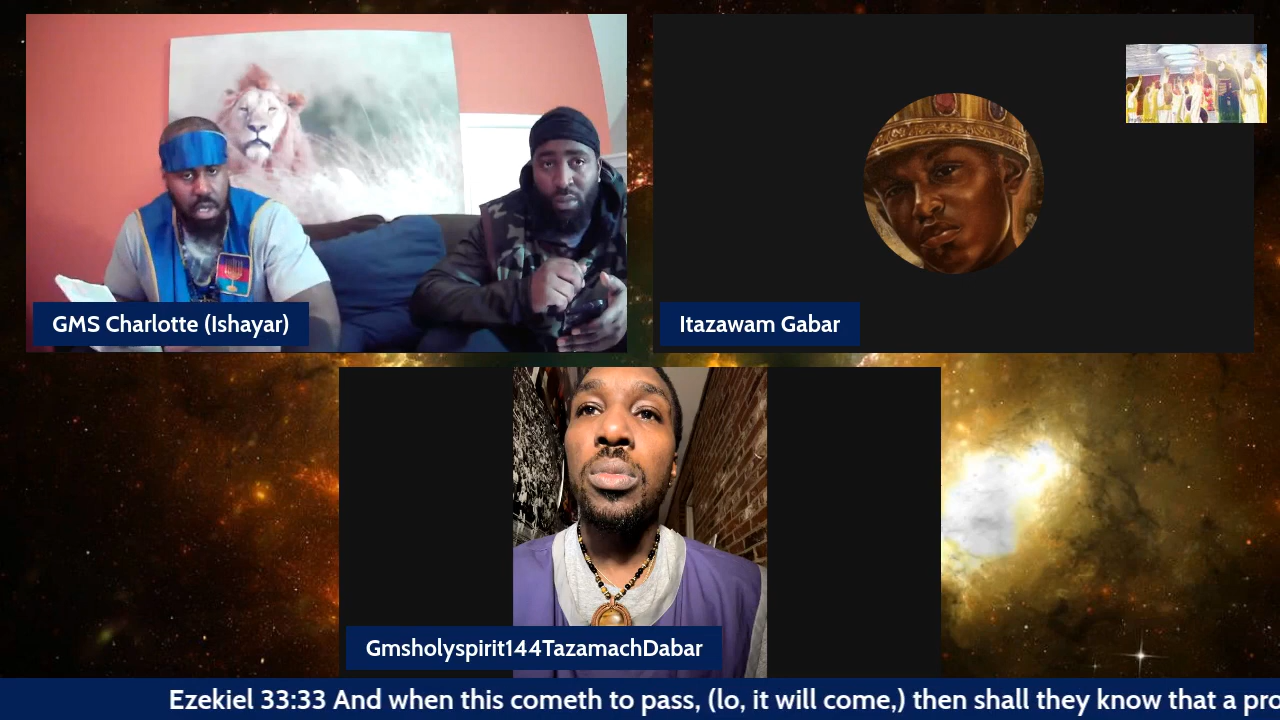 GMS Charlotte (Ishayar)
Itazawam Gabar
Gmsholyspirit144TazamachDabar
Ezekiel 33:33 And when this cometh to pass, (lo, it will come,) then shall they know that a pro